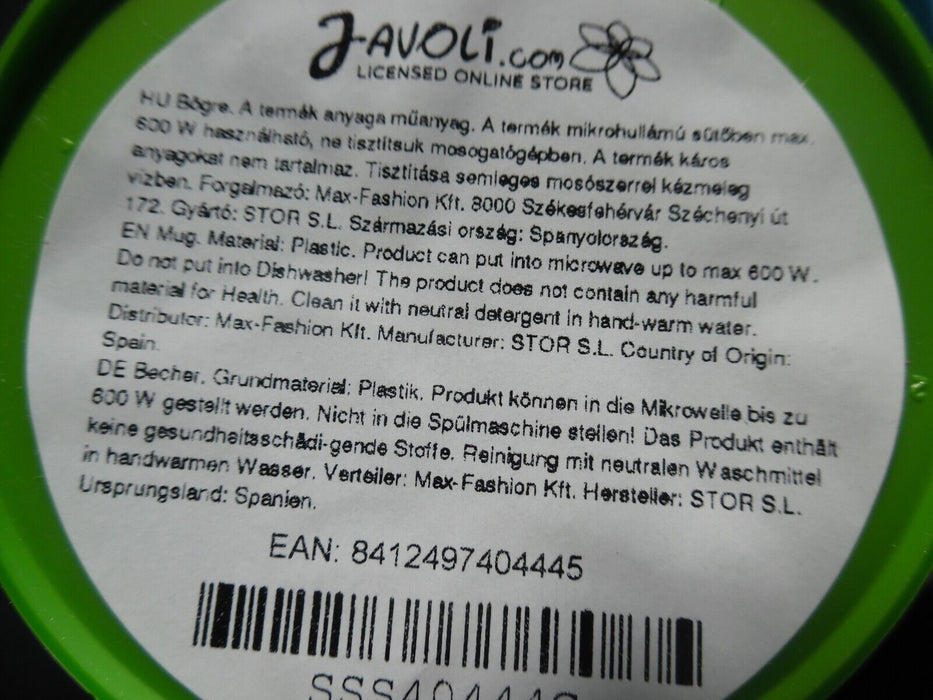 JAVOLI.com
LICENSED ONLINE STORE
HU Bögre. A termék anyaga műanyag. A termék mikrohullámú sütőben max.
600 W használható, ne tisztítsuk mosogatógépben. A termék káros
anyagokat nem tartalmaz. Tisztítása semleges mosószerrel kézmeleg
vízben. Forgalmazó: Max-Fashion Kft. 8000 Székesfehérvár Széchenyi út
172. Gyártó: STOR S.L. Származási ország: Spanyolország.
EN Mug. Material: Plastic. Product can put into microwave up to max 600 W.
Do not put into Dishwasher! The product does not contain any harmful
material for Health. Clean it with neutral detergent in hand-warm water.
Distributor: Max-Fashion Kft. Manufacturer: STOR S.L. Country of Origin:
Spain.
DE Becher. Grundmaterial: Plastik. Produkt können in die Mikrowelle bis zu
600 W gestellt werden. Nicht in die Spülmaschine stellen! Das Produkt enthält
keine gesundheitsschädi-gende Stoffe. Reinigung mit neutralen Waschmittel
in handwarmen Wasser. Verteiler: Max-Fashion Kft. Hersteller: STOR S.L.
Ursprungsland: Spanien.
EAN: 8412497404445